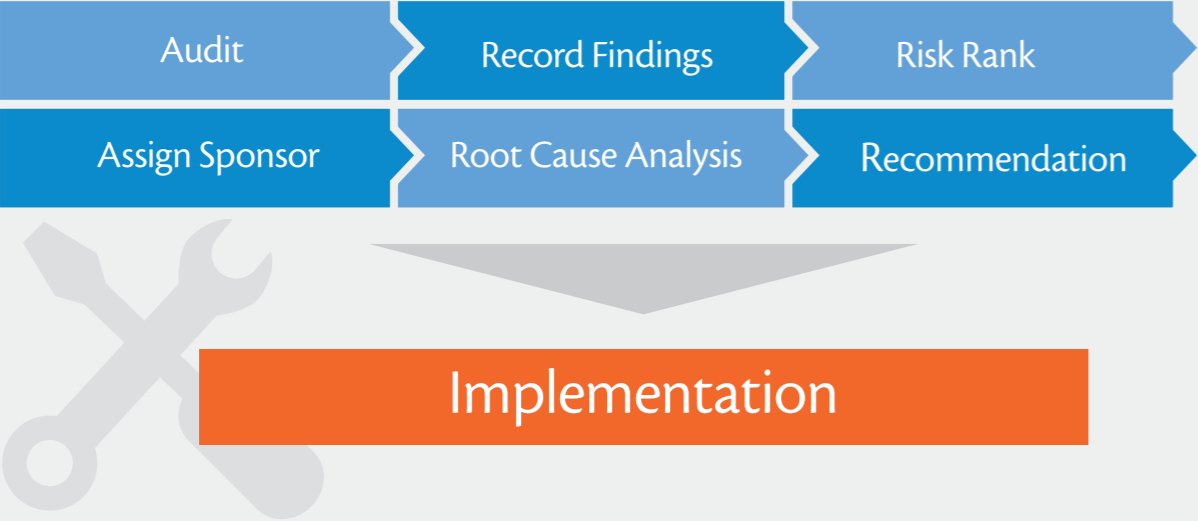 Audit
Record Findings
Risk Rank
Assign Sponsor
Root Cause Analysis
Recommendation
Implementation